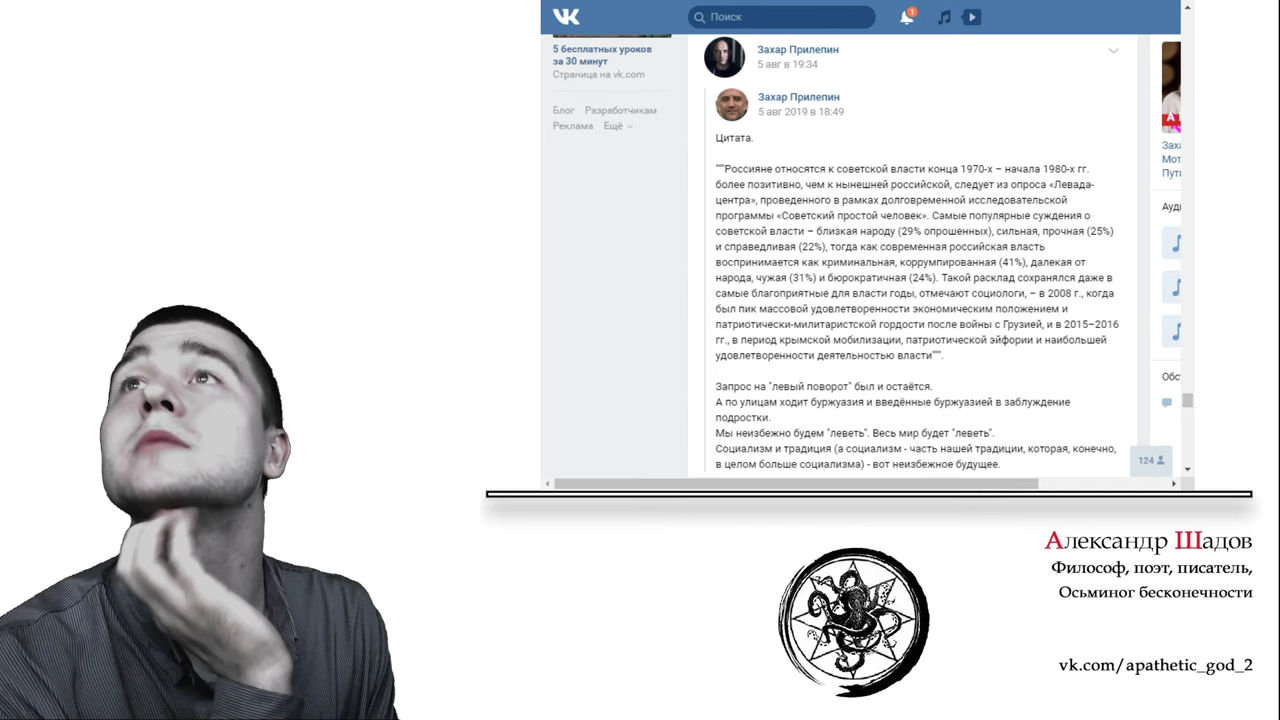 Поиск
1
5 бесплатных уроков
за 30 минут
Страница на vk.com
Блог Разработчикам
Реклама Ещё
Захар Прилепин
5 авг в 19:34
Захар Прилепин
5 авг 2019 в 18:49
Цитата.
"""Россияне относятся к советской власти конца 1970-х – начала 1980-х гг.
более позитивно, чем к нынешней российской, следует из опроса «Левада-
центра», проведенного в рамках долговременной исследовательской
программы «Советский простой человек». Самые популярные суждения о
советской власти – близкая народу (29% опрошенных), сильная, прочная (25%)
и справедливая (22%), тогда как современная российская власть
воспринимается как криминальная, коррумпированная (41%), далекая от
народа, чужая (31%) и бюрократичная (24%). Такой расклад сохранялся даже в
самые благоприятные для власти годы, отмечают социологи, – в 2008 г., когда
был пик массовой удовлетворенности экономическим положением и
патриотически-милитаристской гордости после войны с Грузией, и в 2015–2016
гг., в период крымской мобилизации, патриотической эйфории и наибольшей
удовлетворенности деятельностью власти""".
Запрос на "левый поворот" был и остаётся.
А по улицам ходит буржуазия и введённые буржуазией в заблуждение
подростки.
Мы неизбежно будем "леветь". Весь мир будет "леветь".
Социализм и традиция (а социализм - часть нашей традиции, которая, конечно,
в целом больше социализма) - вот неизбежное будущее.
124
Александр Шадов
Философ, поэт, писатель,
Осьминог бесконечности
vk.com/apathetic_god_2